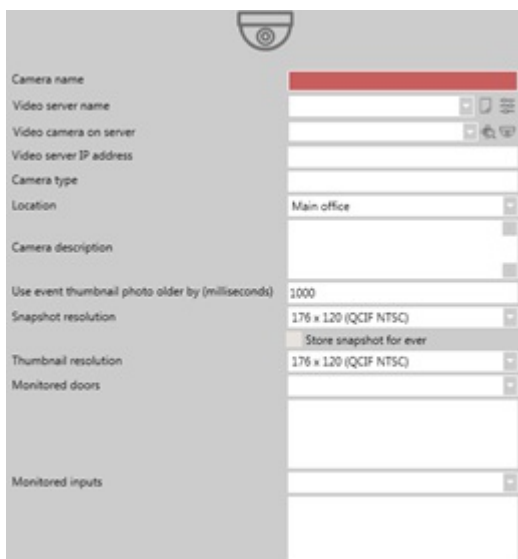 Camera name
Video server name
Video camera on server
Video server IP address
Camera type
Location Main office
Camera description
Use event thumbnail photo older by (milliseconds) 1000
Snapshot resolution 176 x 120 (QCIF NTSC)
Store snapshot for ever
Thumbnail resolution 176 x 120 (QCIF NTSC)
Monitored doors
Monitored inputs